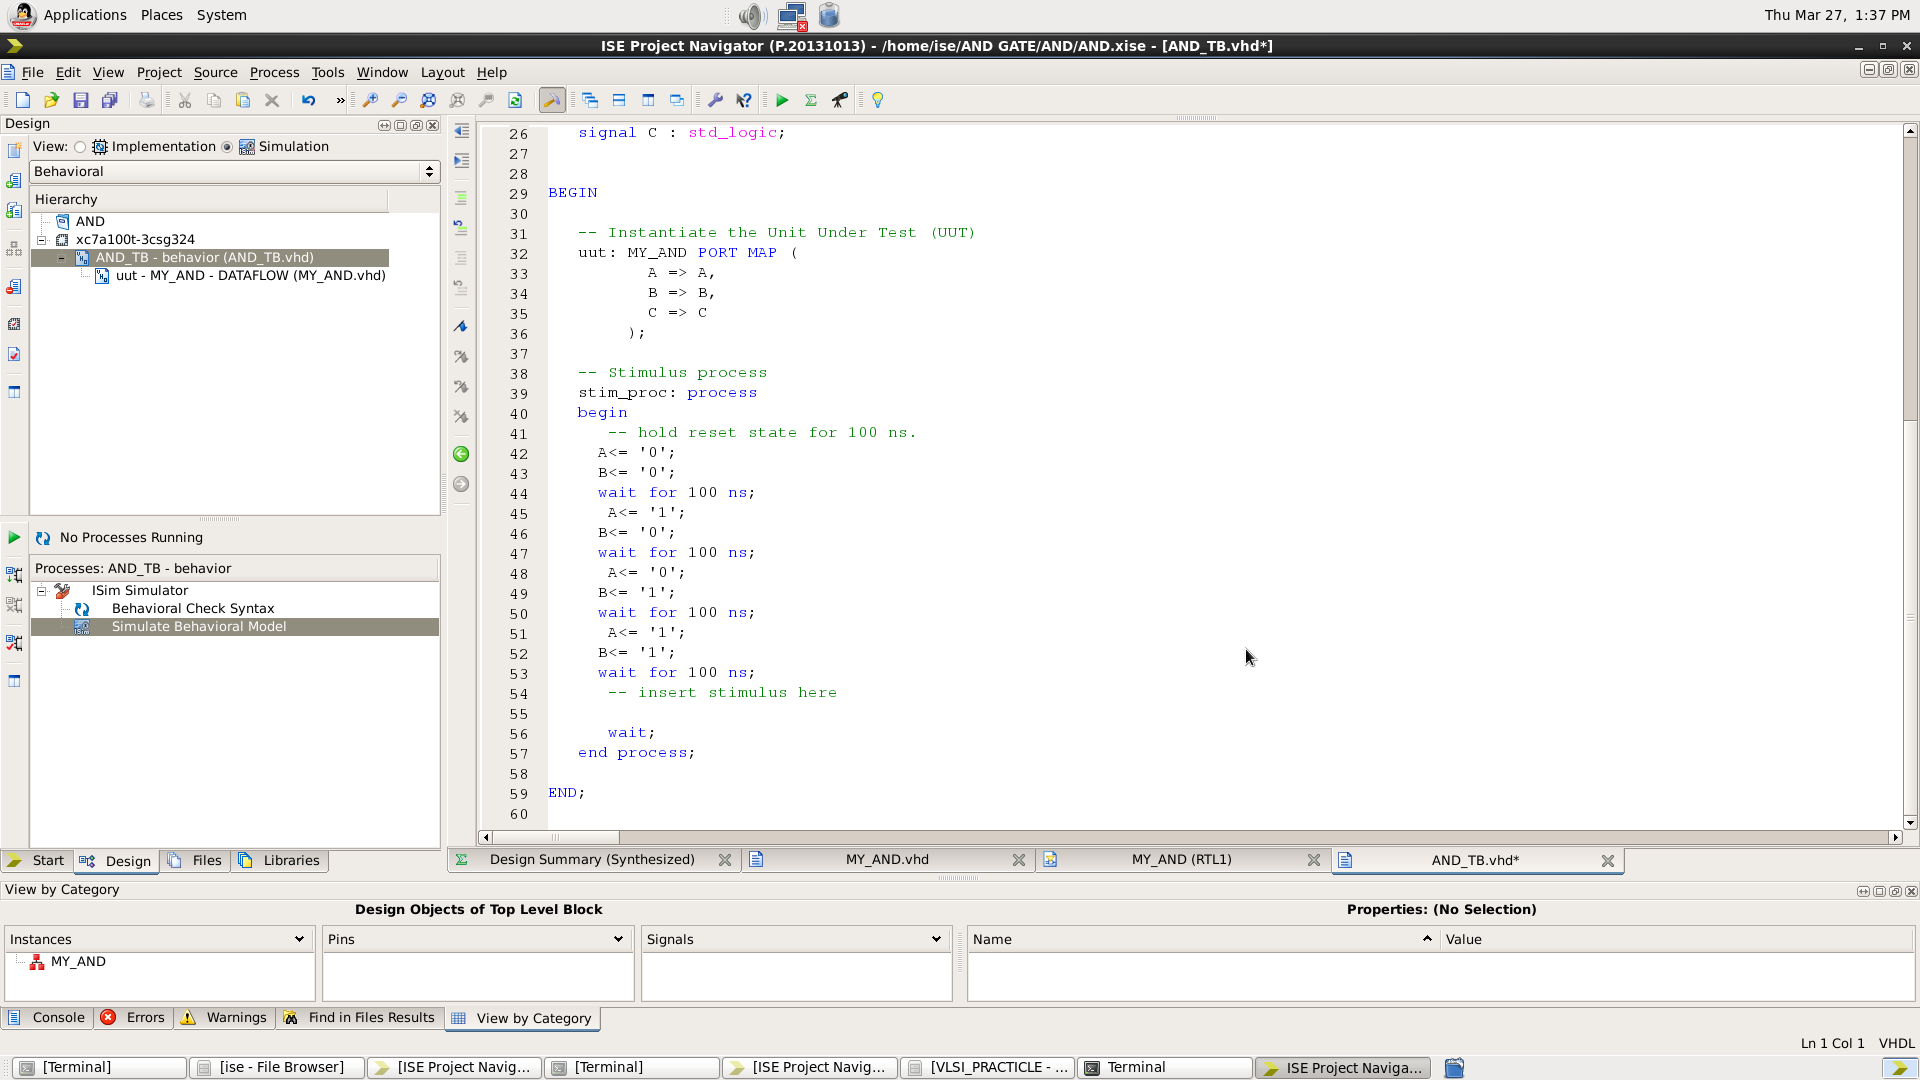 Applications Places System
Thu Mar 27, 1:37 PM
ISE Project Navigator (P.20131013) - /home/ise/AND GATE/AND/AND.xise - [AND_TB.vhd*]
File Edit View Project Source Process Tools Window Layout Help
Design
View: Implementation Simulation
Behavioral
Hierarchy
AND
xc7a100t-3csg324
AND_TB - behavior (AND_TB.vhd)
uut - MY_AND - DATAFLOW (MY_AND.vhd)
No Processes Running
Processes: AND_TB - behavior
ISim Simulator
Behavioral Check Syntax
Simulate Behavioral Model
Start Design Files Libraries
26 signal C : std_logic;
27
28
29 BEGIN
30
31 -- Instantiate the Unit Under Test (UUT)
32 uut: MY_AND PORT MAP (
33 A => A,
34 B => B,
35 C => C
36 );
37
38 -- Stimulus process
39 stim_proc: process
40 begin
41 -- hold reset state for 100 ns.
42 A<= '0';
43 B<= '0';
44 wait for 100 ns;
45 A<= '1';
46 B<= '0';
47 wait for 100 ns;
48 A<= '0';
49 B<= '1';
50 wait for 100 ns;
51 A<= '1';
52 B<= '1';
53 wait for 100 ns;
54 -- insert stimulus here
55
56 wait;
57 end process;
58
59 END;
60
Design Summary (Synthesized) MY_AND.vhd MY_AND (RTL1) AND_TB.vhd*
View by Category
Design Objects of Top Level Block
Properties: (No Selection)
Instances Pins Signals Name Value
MY_AND
Console Errors Warnings Find in Files Results View by Category
Ln 1 Col 1 VHDL
[Terminal] [ise - File Browser] [ISE Project Navig... [Terminal] [ISE Project Navig... [VLSI_PRACTICLE - ... Terminal ISE Project Naviga...